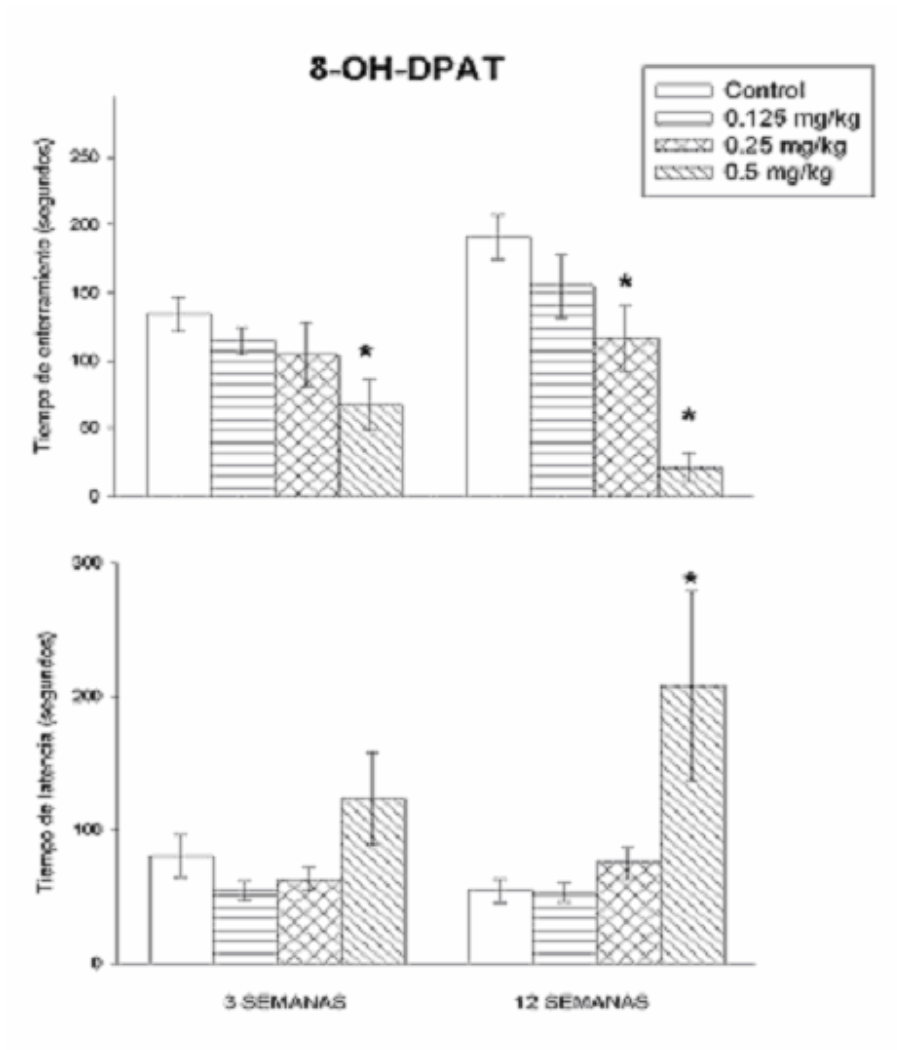 8-OH-DPAT
Control
0.125 mg/kg
0.25 mg/kg
0.5 mg/kg
Tiempo de enterramiento (segundos)
250
200
150
100
50
0
*
*
*
Tiempo de latencia (segundos)
300
200
100
0
*
3 SEMANAS
12 SEMANAS